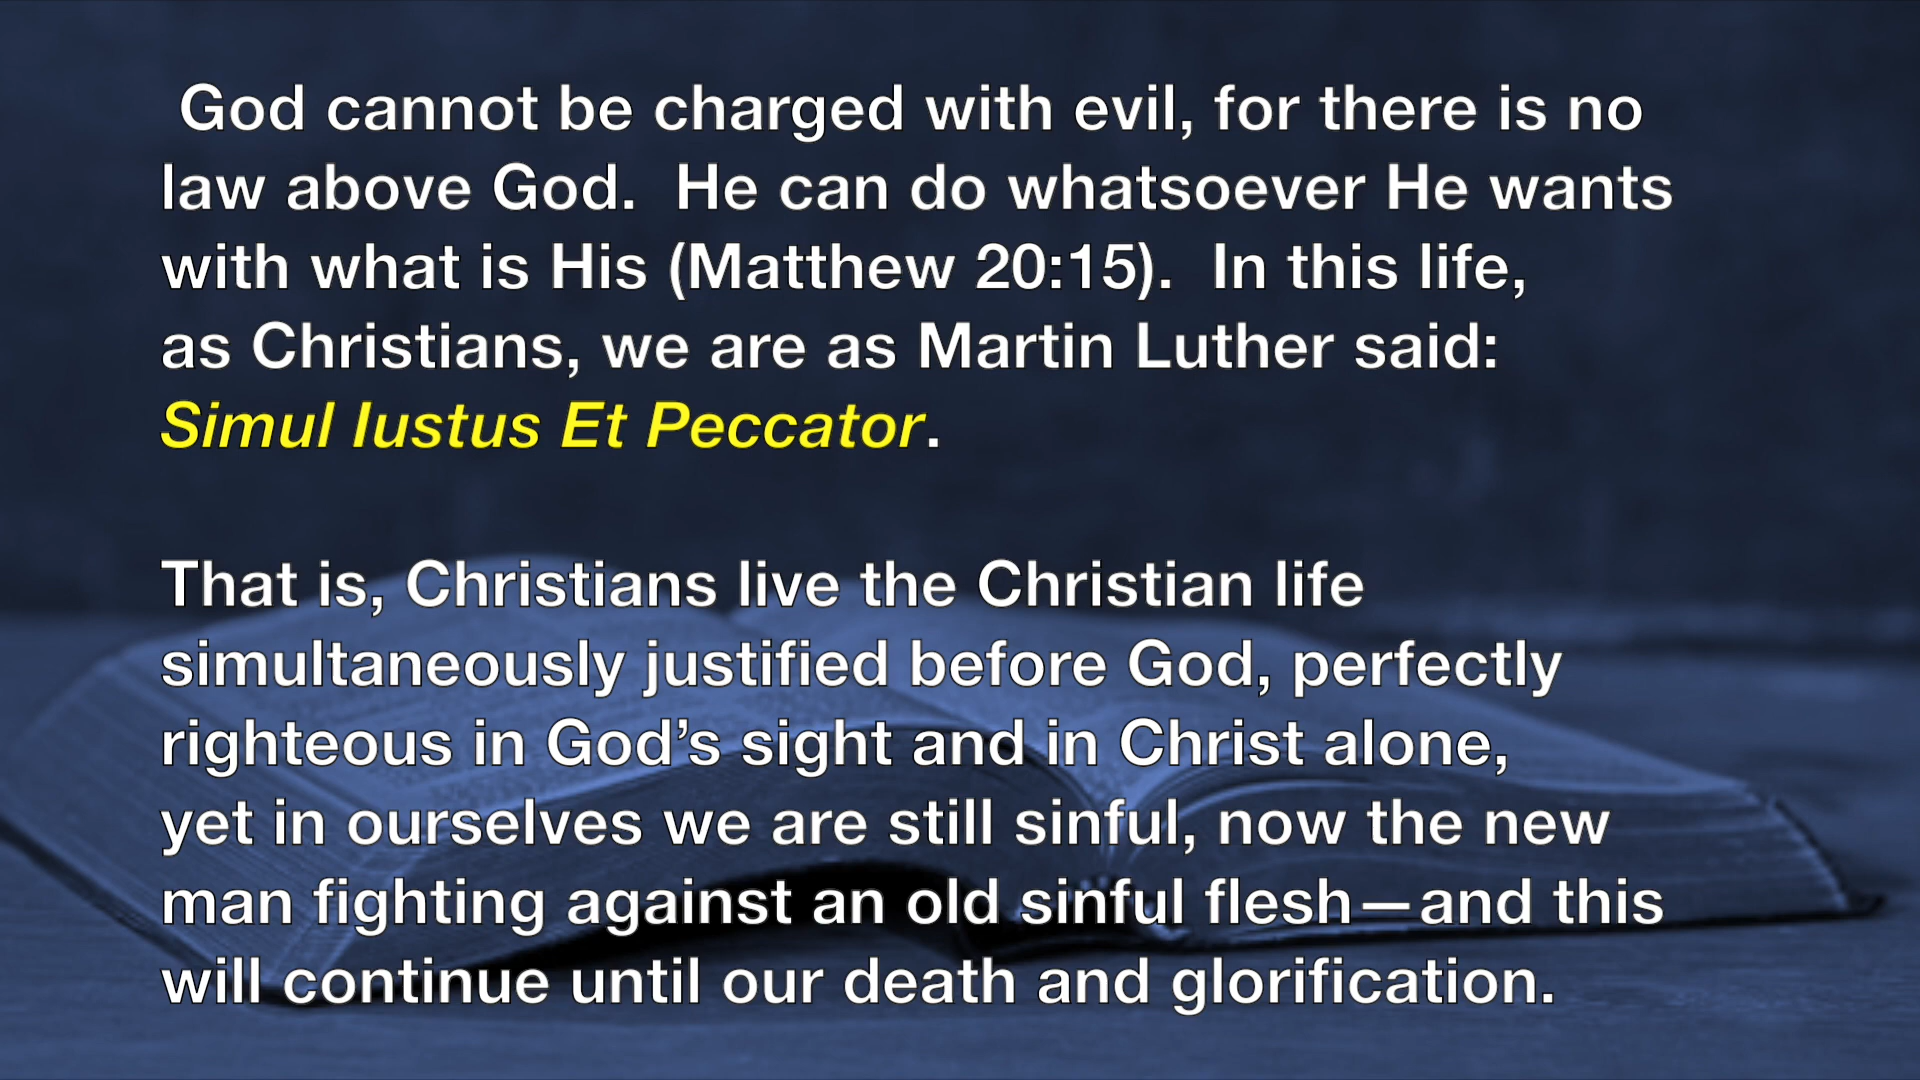 God cannot be charged with evil, for there is no
law above God.  He can do whatsoever He wants
with what is His (Matthew 20:15).  In this life,
as Christians, we are as Martin Luther said:
Simul Iustus Et Peccator.
That is, Christians live the Christian life
simultaneously justified before God, perfectly
righteous in God’s sight and in Christ alone,
yet in ourselves we are still sinful, now the new
man fighting against an old sinful flesh—and this
will continue until our death and glorification.